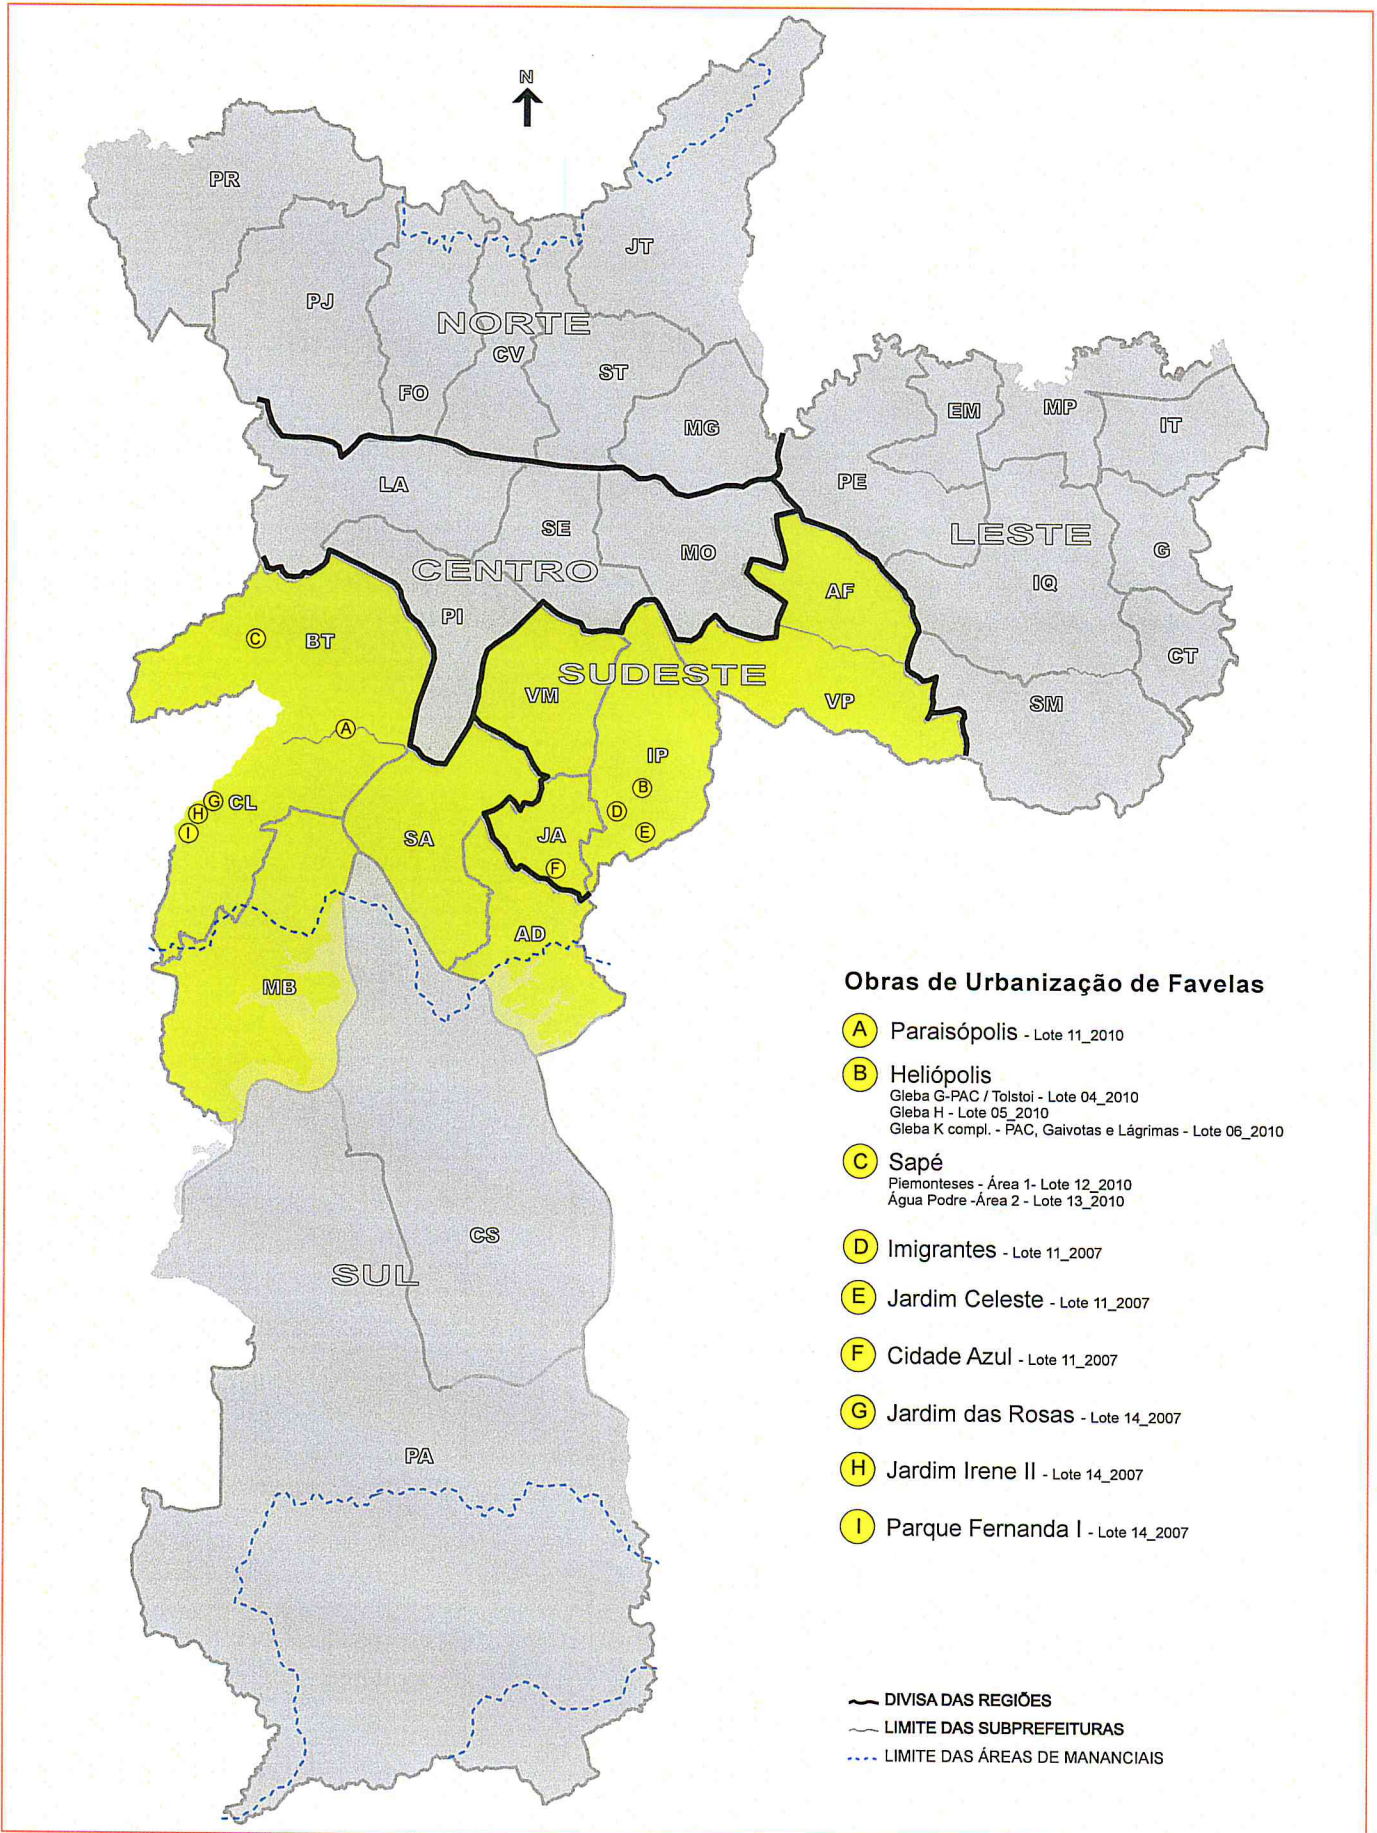 N
PR
JT
PJ
NORTE
CV
ST
FO
MG
EM
MP
IT
LA
PE
SE
MO
LESTE
G
CENTRO
IQ
AF
PI
C
BT
CT
SUDESTE
VM
VP
SM
A
IP
B
G
CL
H
D
I
SA
JA
E
F
AD
MB
CS
SUL
PA
Obras de Urbanização de Favelas
A Paraisópolis - Lote 11_2010
B Heliópolis
Gleba G-PAC / Tolstoi - Lote 04_2010
Gleba H - Lote 05_2010
Gleba K compl. - PAC, Gaivotas e Lágrimas - Lote 06_2010
C Sapé
Piemonteses - Área 1- Lote 12_2010
Água Podre -Área 2 - Lote 13_2010
D Imigrantes - Lote 11_2007
E Jardim Celeste - Lote 11_2007
F Cidade Azul - Lote 11_2007
G Jardim das Rosas - Lote 14_2007
H Jardim Irene II - Lote 14_2007
I Parque Fernanda I - Lote 14_2007
DIVISA DAS REGIÕES
LIMITE DAS SUBPREFEITURAS
LIMITE DAS ÁREAS DE MANANCIAIS